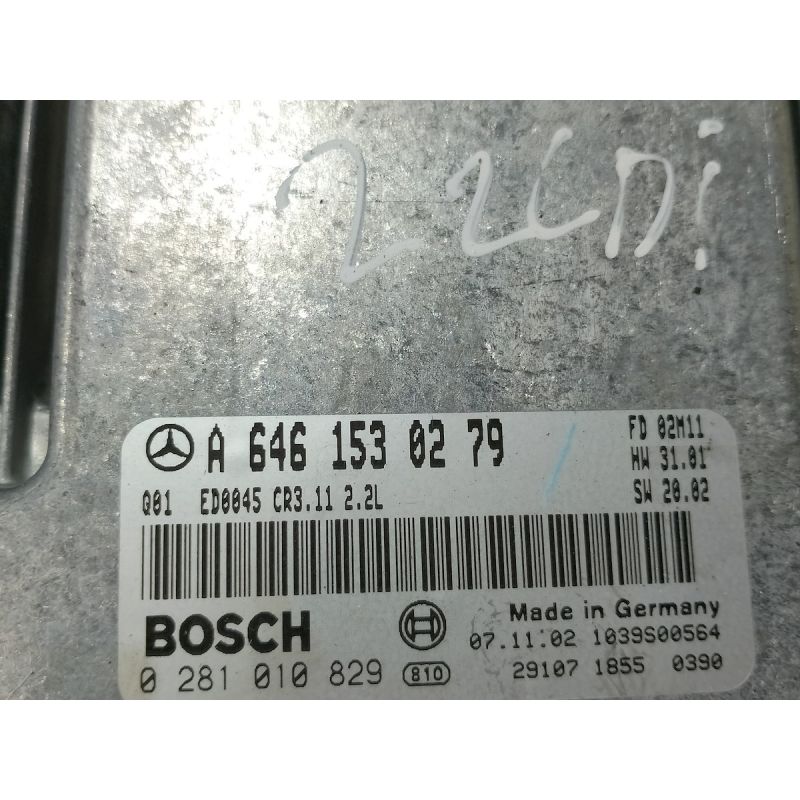 22CDi
A 646 153 02 79
FD 02M11
HW 31.01
Q01 ED0045 CR3.11 2.2L
SW 20.02
BOSCH
Made in Germany
07.11.02 1039S00564
0 281 010 829 810
29107 1855 0390